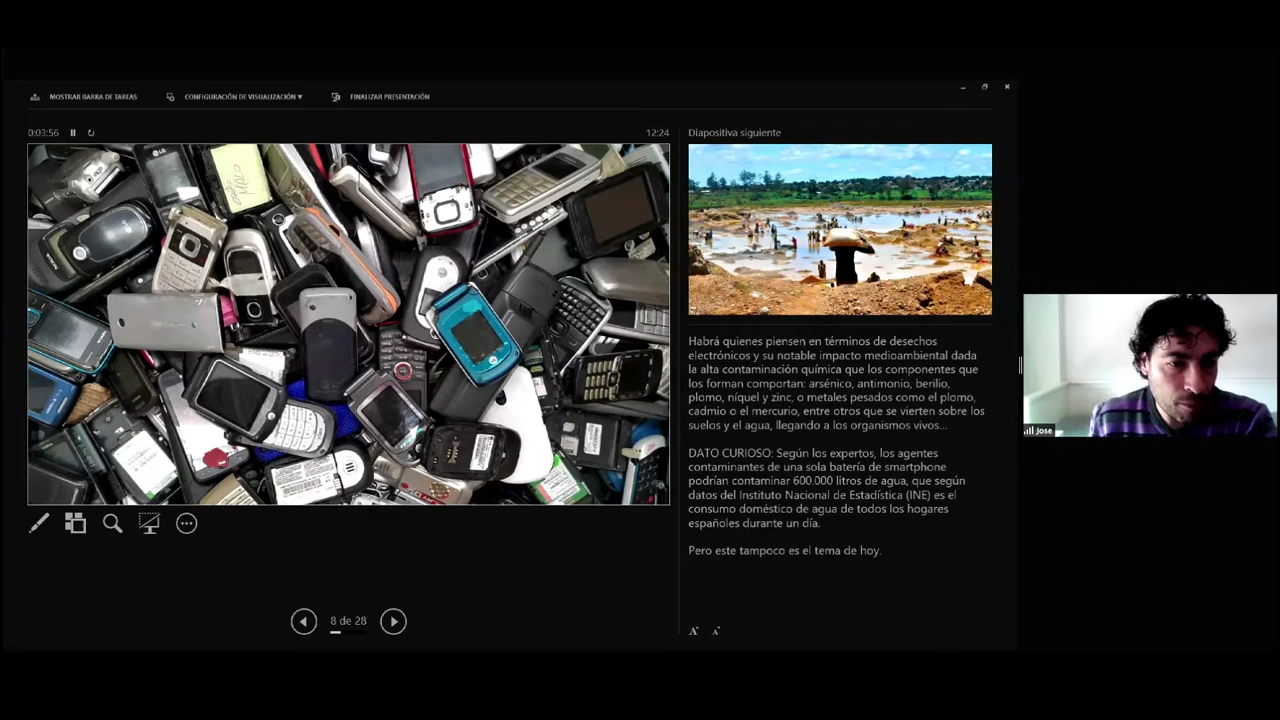 MOSTRAR BARRA DE TAREAS
CONFIGURACIÓN DE VISUALIZACIÓN
FINALIZAR PRESENTACIÓN
0:03:56
12:24
Diapositiva siguiente
LG
Habrá quienes piensen en términos de desechos
electrónicos y su notable impacto medioambiental dada
la alta contaminación química que los componentes que
los forman comportan: arsénico, antimonio, berilio,
plomo, níquel y zinc, o metales pesados como el plomo,
cadmio o el mercurio, entre otros que se vierten sobre los
suelos y el agua, llegando a los organismos vivos...
DATO CURIOSO: Según los expertos, los agentes
contaminantes de una sola batería de smartphone
podrían contaminar 600.000 litros de agua, que según
datos del Instituto Nacional de Estadística (INE) es el
consumo doméstico de agua de todos los hogares
españoles durante un día.
Pero este tampoco es el tema de hoy.
ill Jose
8 de 28
A A